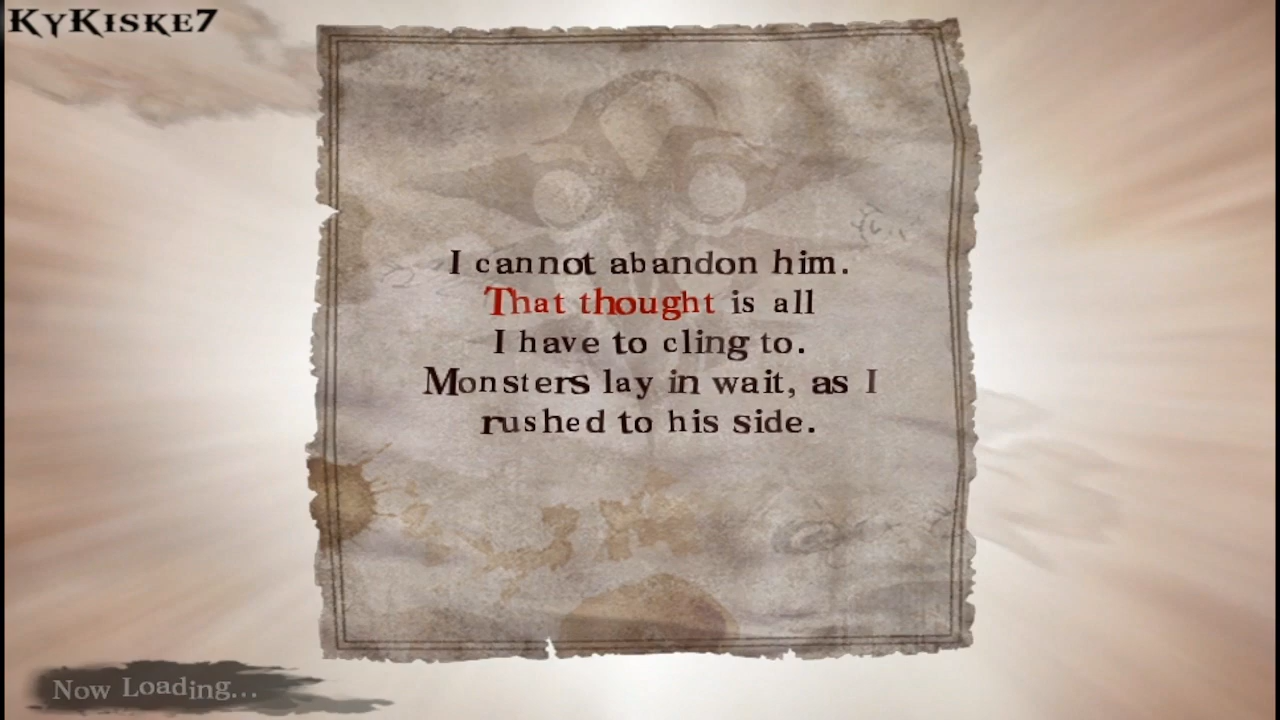 KyKiske7
I cannot abandon him.
That thought is all
I have to cling to.
Monsters lay in wait, as I
rushed to his side.
Now Loading...